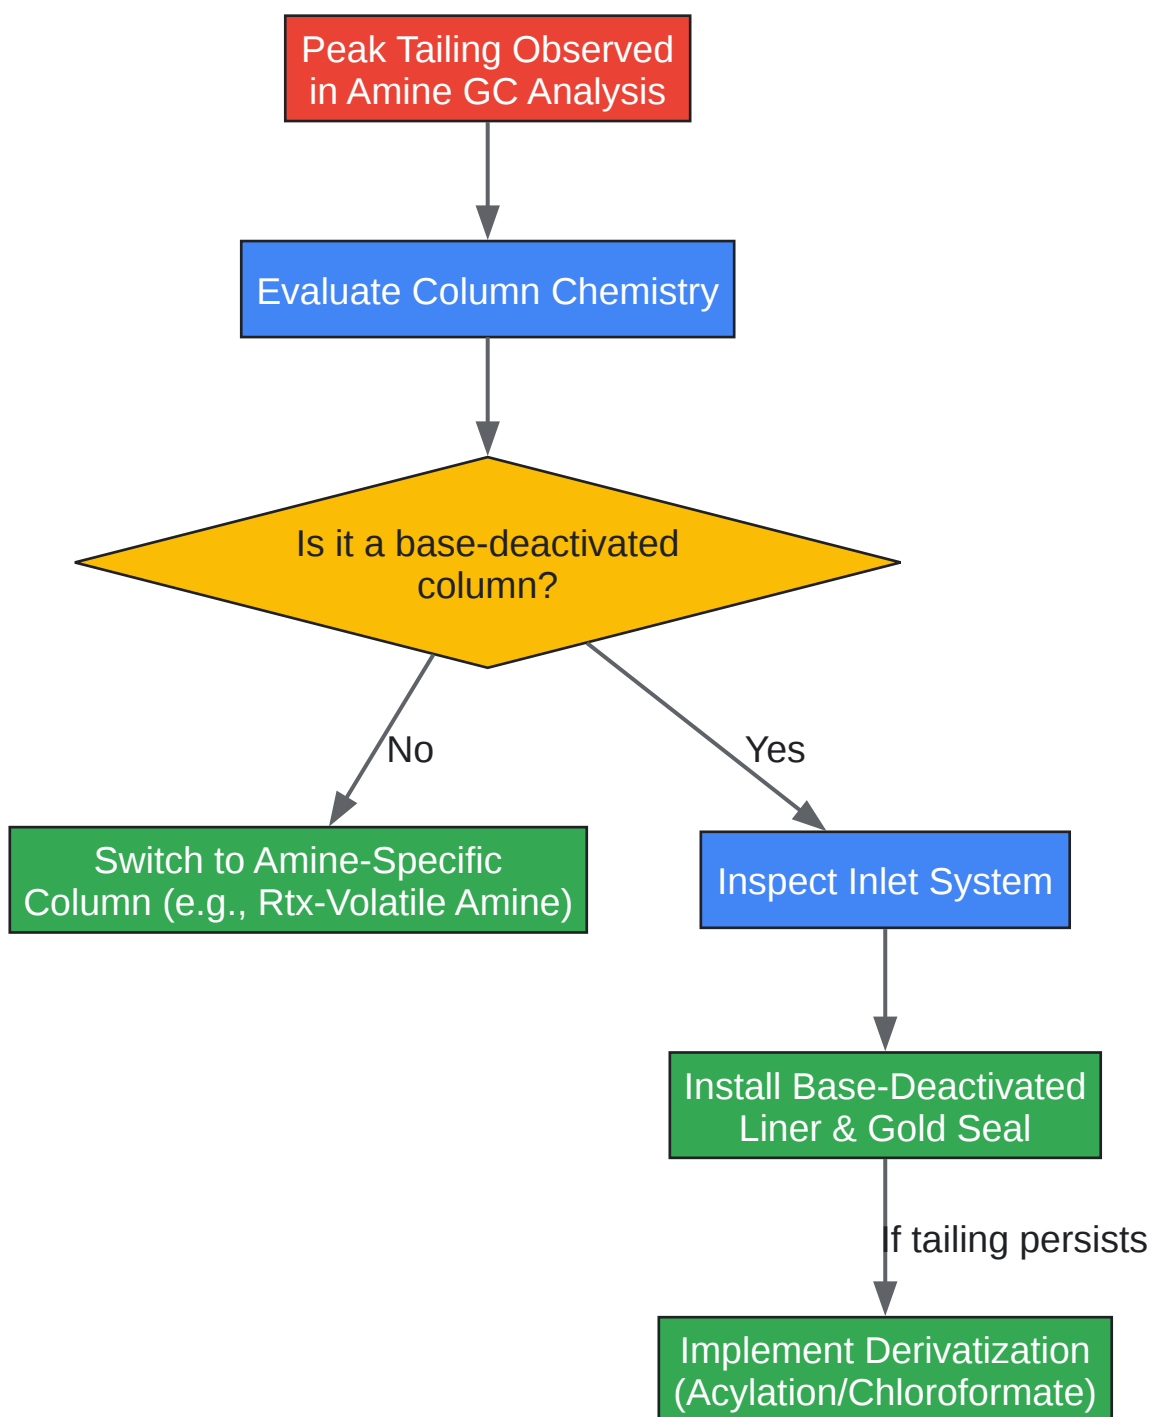 Peak Tailing Observed
in Amine GC Analysis
Evaluate Column Chemistry
Is it a base-deactivated
column?
No
Yes
Switch to Amine-Specific
Column (e.g., Rtx-Volatile Amine)
Inspect Inlet System
Install Base-Deactivated
Liner & Gold Seal
If tailing persists
Implement Derivatization
(Acylation/Chloroformate)